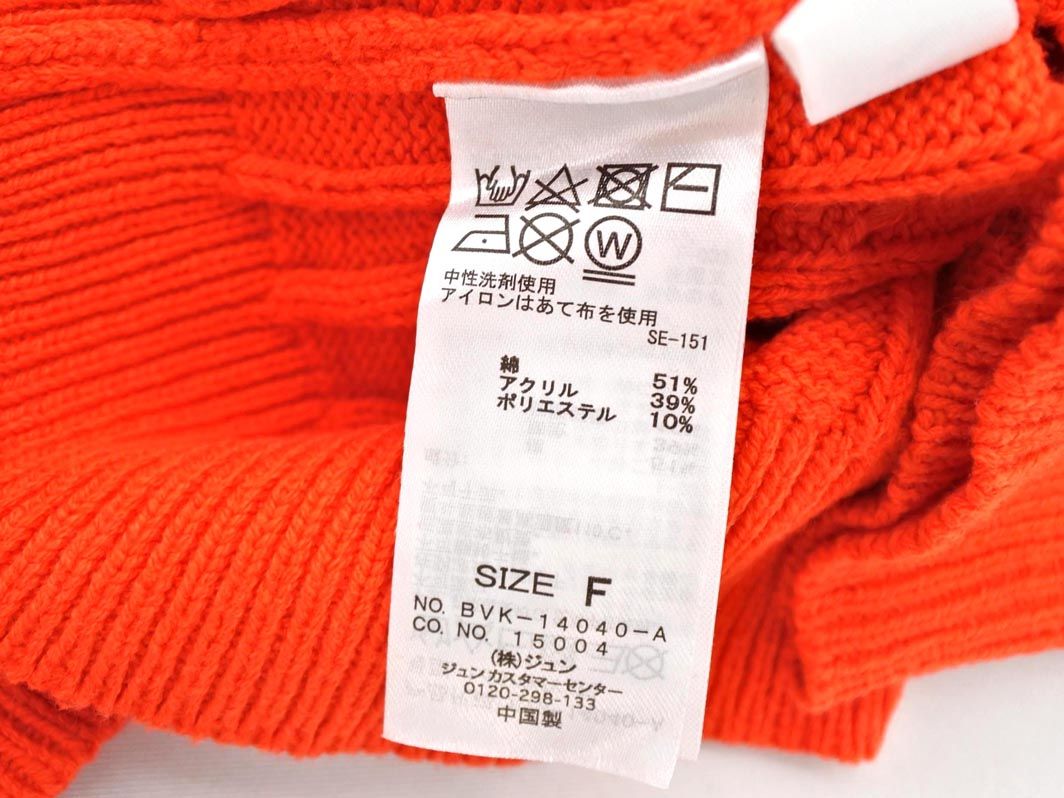 W
中性洗剤使用
アイロンはあて布を使用
SE-151
綿 51%
アクリル 39%
ポリエステル 10%
SIZE F
NO. BVK-14040-A
CO. NO. 15004
(株)ジュン
ジュンカスタマーセンター
0120-298-133
中国製